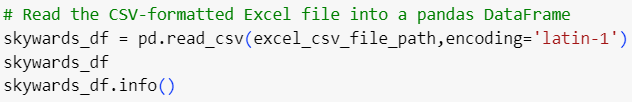 # Read the CSV-formatted Excel file into a pandas DataFrame
skywards_df = pd.read_csv(excel_csv_file_path,encoding='latin-1')
skywards_df
skywards_df.info()